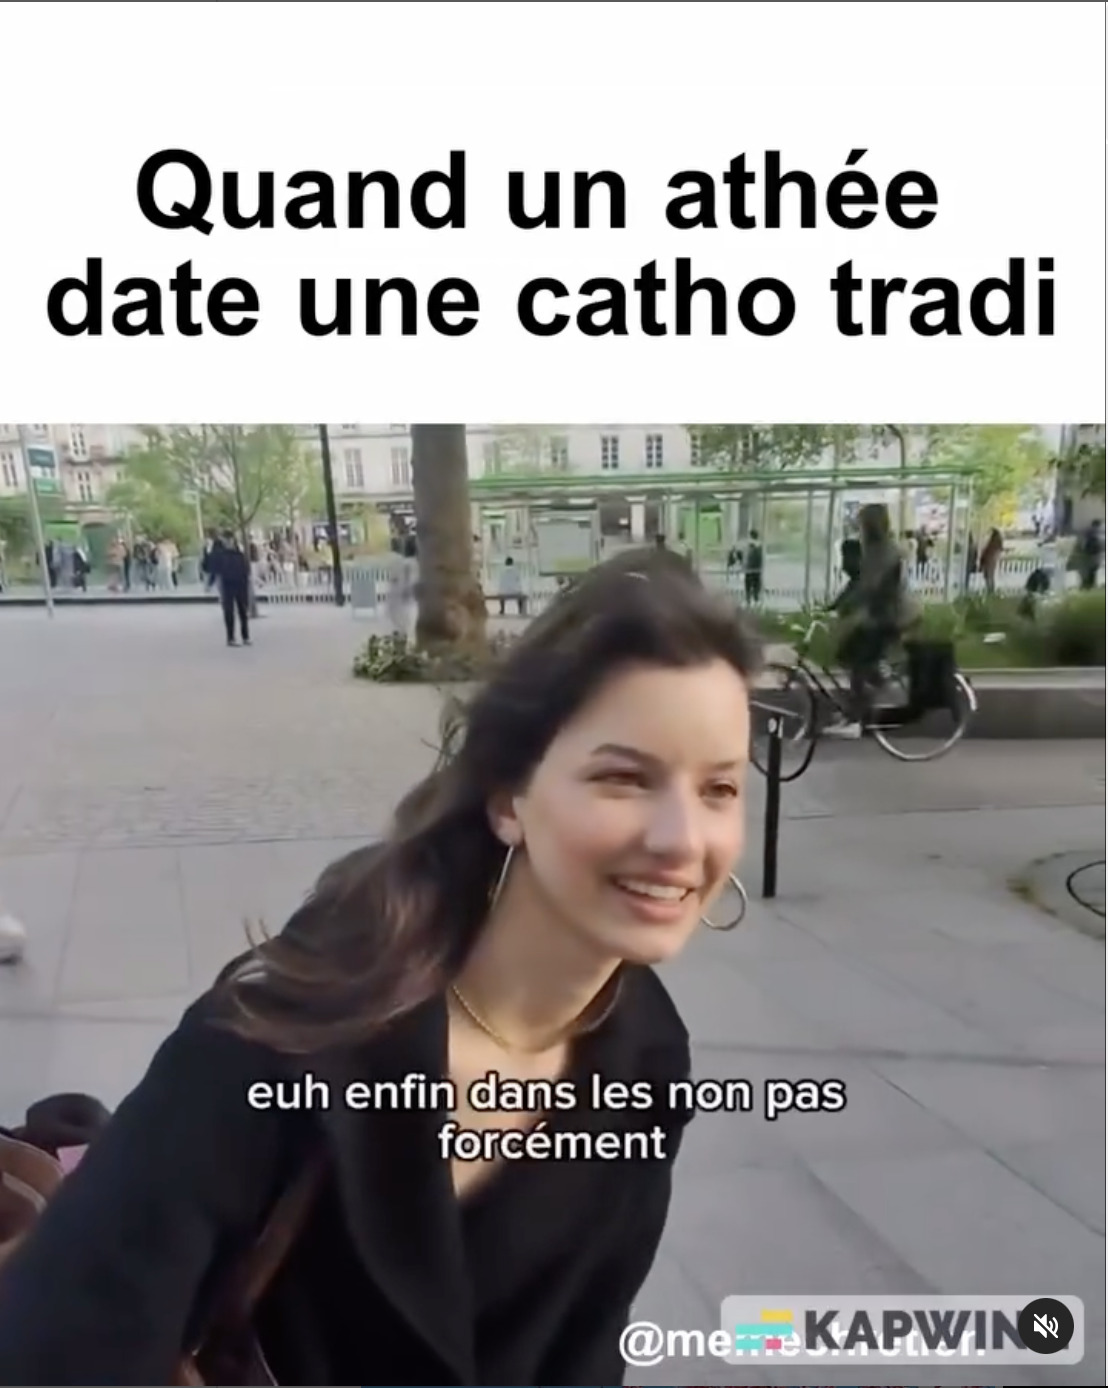 Quand un athée
date une catho tradi
euh enfin dans les non pas
forcément
KAPWIN